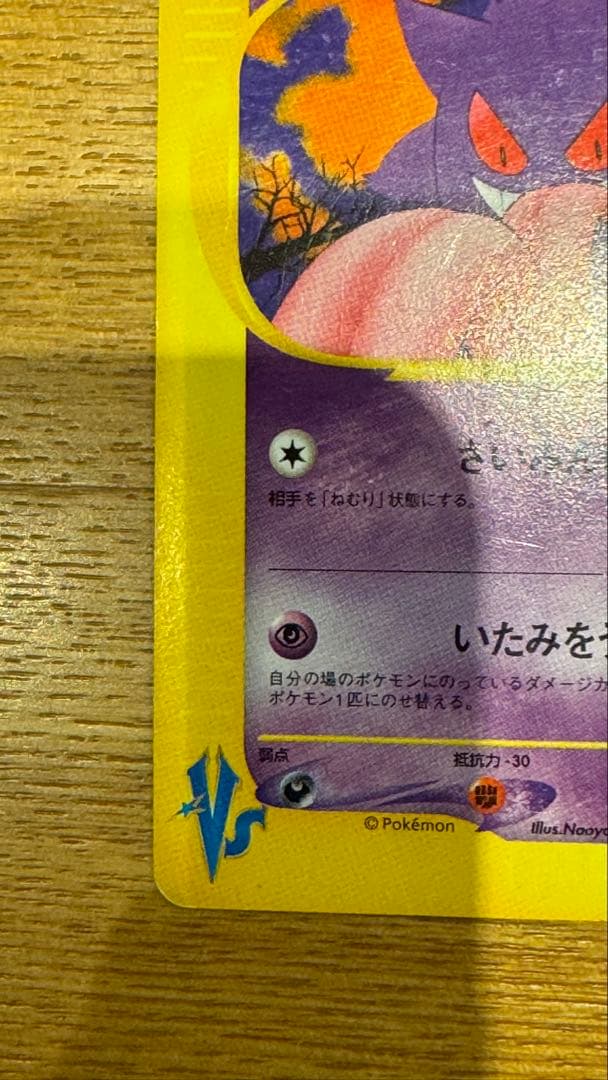 相手を「ねむり」状態にする。
いたみを
自分の場のポケモンにのっているダメージカ
ポケモン1匹にのせ替える。
弱点
抵抗力 -30
© Pokémon
Illus.Naoyo
VS